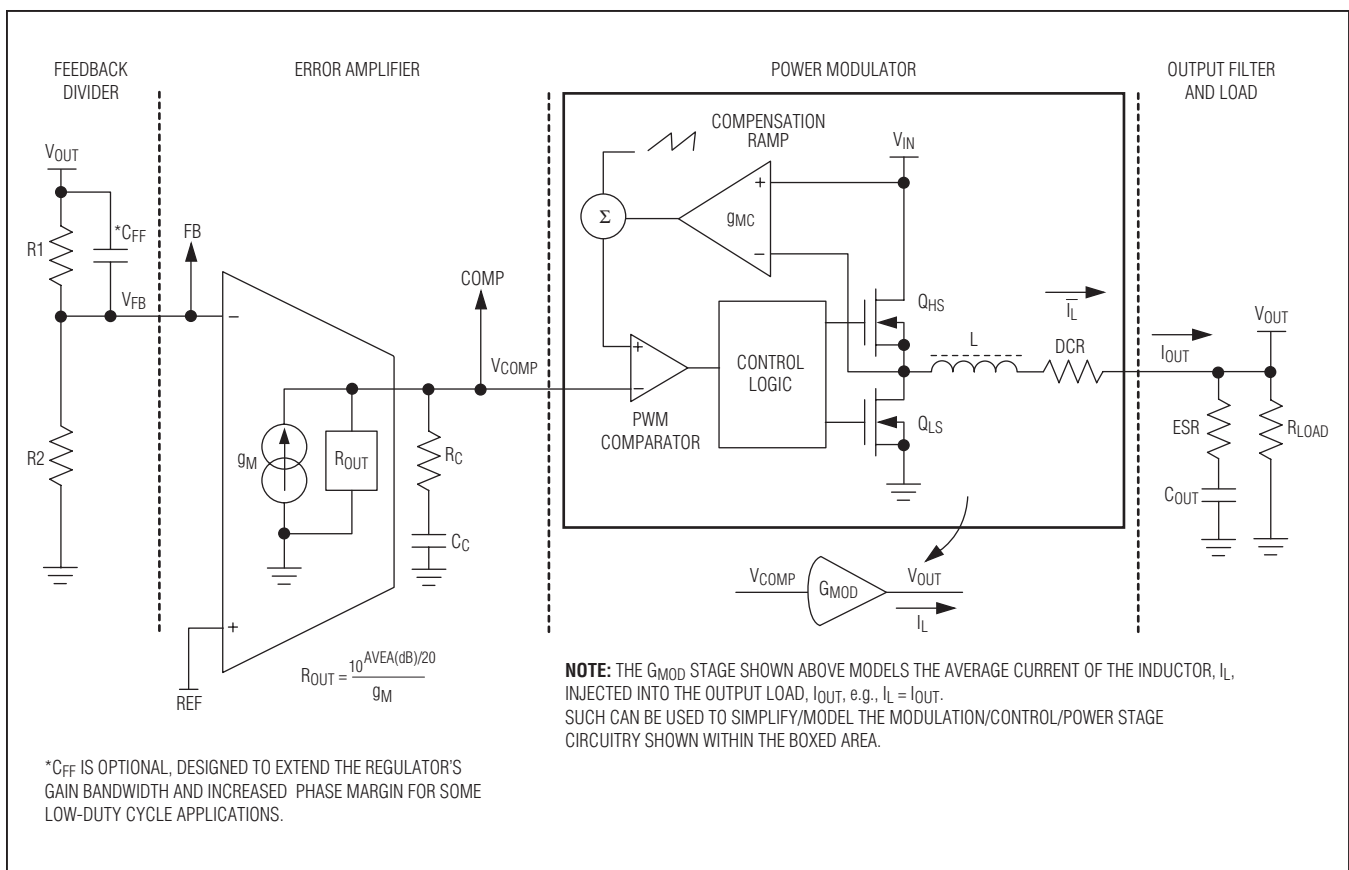 FEEDBACK
DIVIDER
ERROR AMPLIFIER
POWER MODULATOR
OUTPUT FILTER
AND LOAD
VOUT
R1
*CFF
FB
VFB
R2
−
+
REF
gM
ROUT
ROUT = 10^AVEA(dB)/20 / gM
COMP
VCOMP
RC
CC
COMPENSATION
RAMP
Σ
gMC
+
−
VIN
+
−
PWM
COMPARATOR
CONTROL
LOGIC
QHS
QLS
L
IL
DCR
IOUT
VOUT
ESR
COUT
RLOAD
VCOMP
GMOD
VOUT
IL
NOTE: THE GMOD STAGE SHOWN ABOVE MODELS THE AVERAGE CURRENT OF THE INDUCTOR, IL,
INJECTED INTO THE OUTPUT LOAD, IOUT, e.g., IL = IOUT.
SUCH CAN BE USED TO SIMPLIFY/MODEL THE MODULATION/CONTROL/POWER STAGE
CIRCUITRY SHOWN WITHIN THE BOXED AREA.
*CFF IS OPTIONAL, DESIGNED TO EXTEND THE REGULATOR'S
GAIN BANDWIDTH AND INCREASED PHASE MARGIN FOR SOME
LOW-DUTY CYCLE APPLICATIONS.